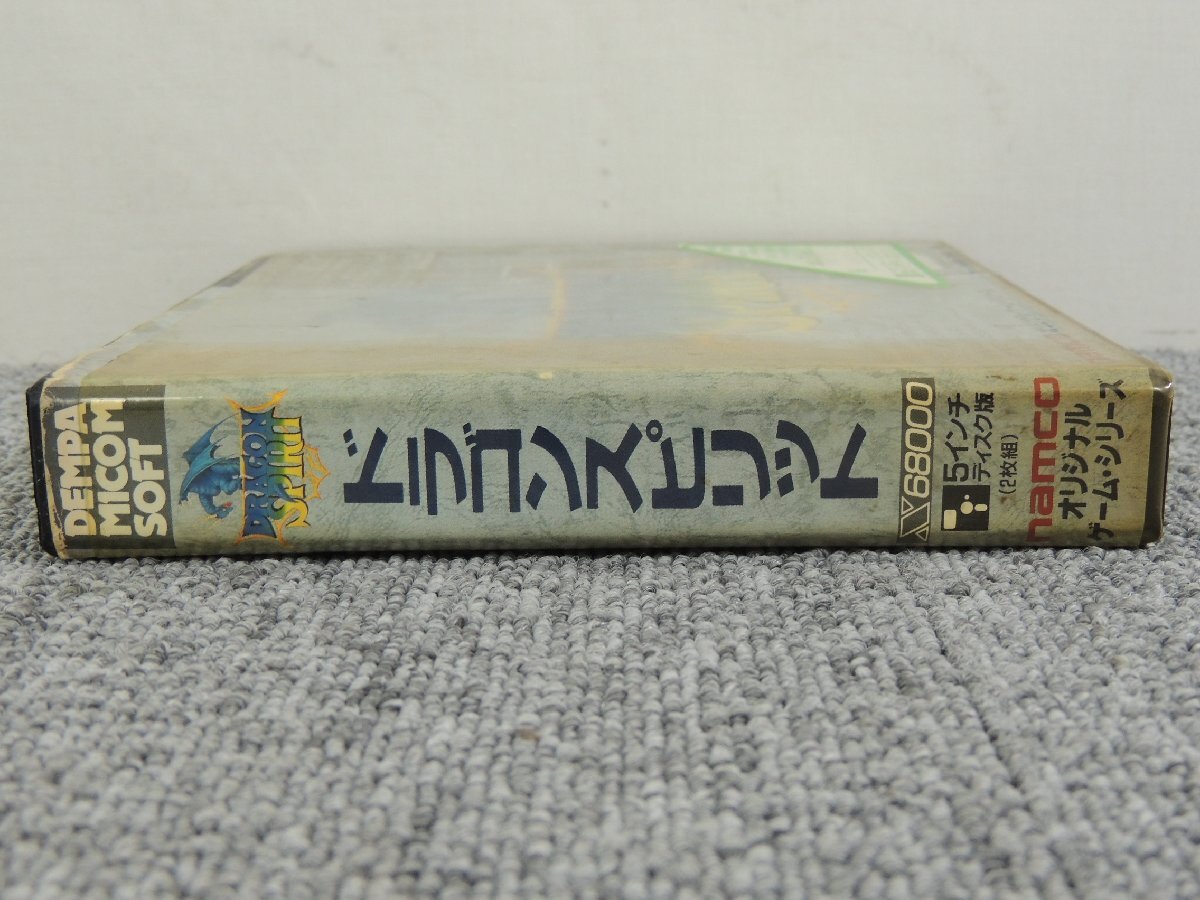 DEMPA
MICOM
SOFT
DRAGON
SPIRIT
ドラゴンスピリット
X68000
5インチ
ディスク版
(2枚組)
namco
オリジナル
ゲーム・シリーズ